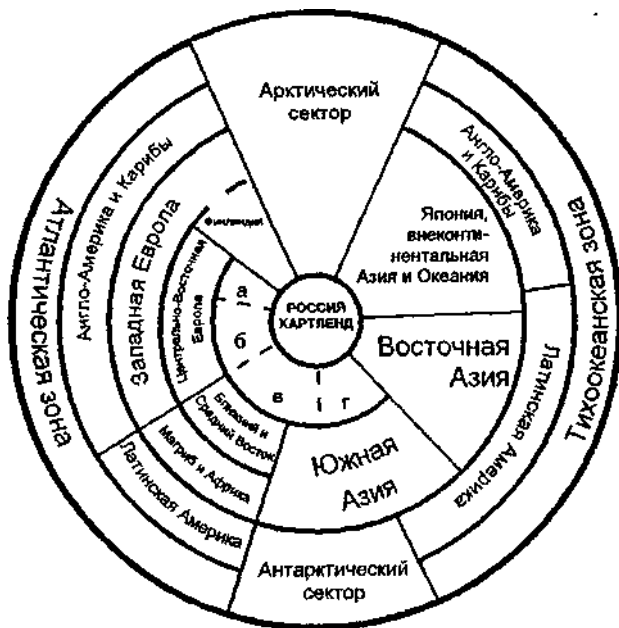 Арктический
сектор
Атлантическая зона
Англо-Америка и Карибы
Западная Европа
Финляндия
Центрально-Восточная
Европа
а
б
в
г
РОССИЯ
ХАРТЛЕНД
Англо-Америка
и Карибы
Тихоокеанская зона
Япония,
внеконти-
нентальная
Азия и Океания
Восточная
Азия
Латинская Америка
Ближний и
Средний Восток
Магриб и Африка
Латинская Америка
Южная
Азия
Антарктический
сектор